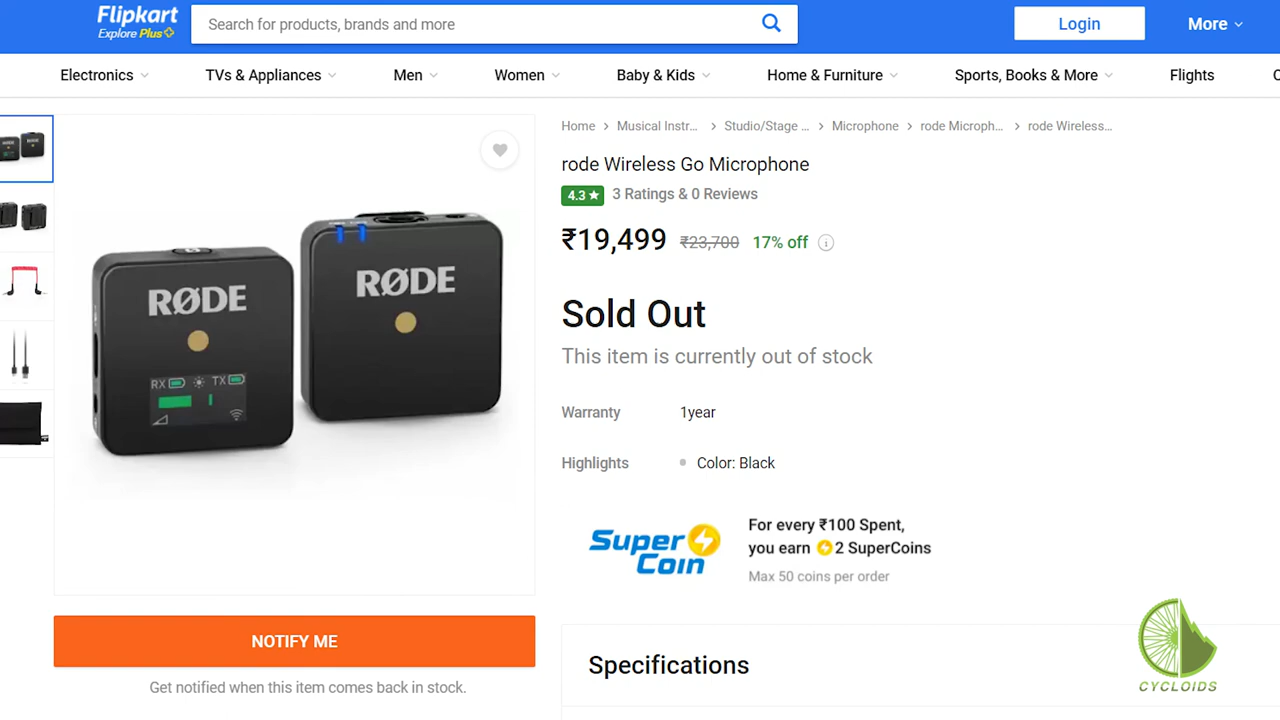 Flipkart
Explore Plus
Search for products, brands and more
Login
More
Electronics
TVs & Appliances
Men
Women
Baby & Kids
Home & Furniture
Sports, Books & More
Flights
Home
Musical Instr...
Studio/Stage ...
Microphone
rode Microph...
rode Wireless...
rode Wireless Go Microphone
4.3 ★ 3 Ratings & 0 Reviews
₹19,499 ₹23,700 17% off
RØDE
RØDE
RX TX
Sold Out
This item is currently out of stock
Warranty 1year
Highlights Color: Black
Super Coin
For every ₹100 Spent,
you earn 2 SuperCoins
Max 50 coins per order
NOTIFY ME
Get notified when this item comes back in stock.
Specifications
CYCLOIDS